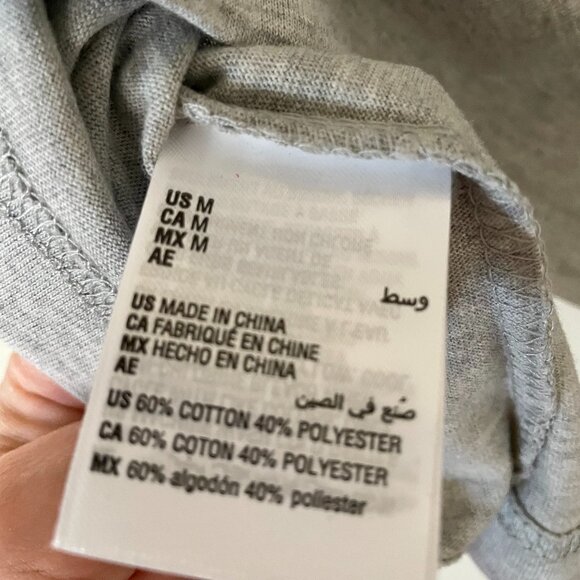 US M
CA M
MX M
AE
وسط
US MADE IN CHINA
CA FABRIQUÉ EN CHINE
MX HECHO EN CHINA
AE
صُنع في الصين
US 60% COTTON 40% POLYESTER
CA 60% COTON 40% POLYESTER
MX 60% algodón 40% poliester